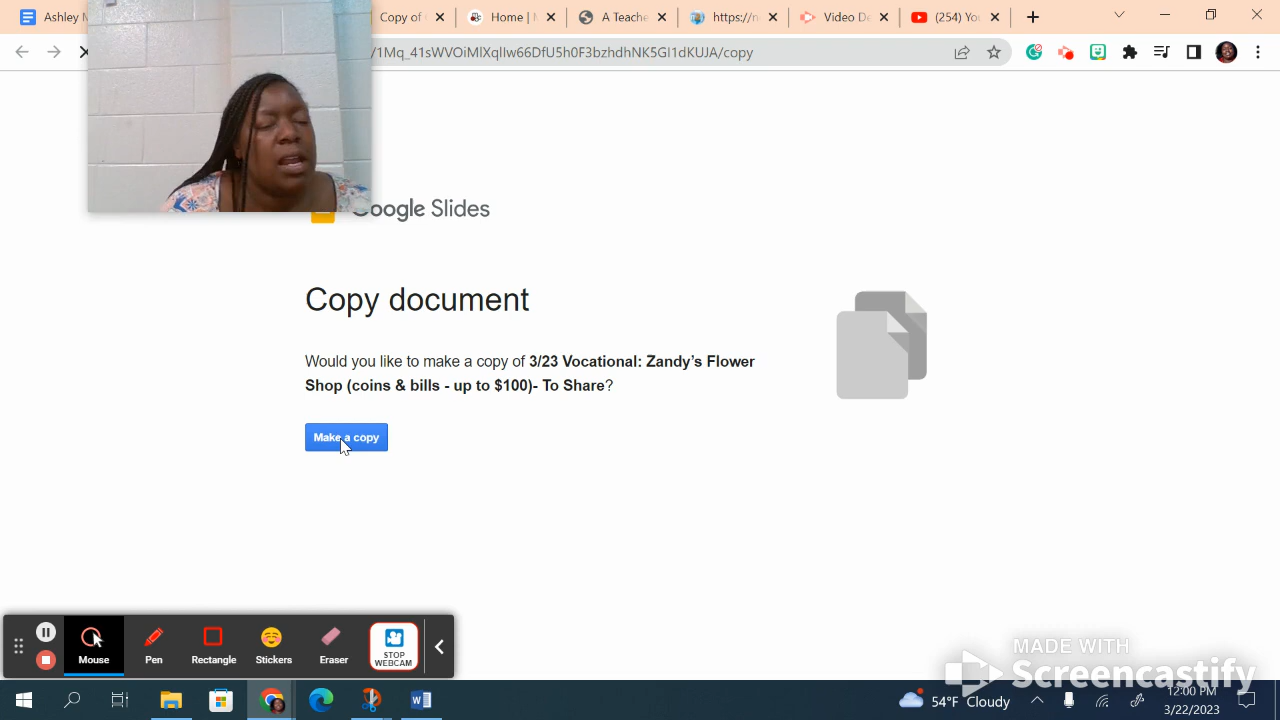 Ashley M
Copy of
Home |
A Teache
https://n
Video D
(254) Yo
/copy
Google Slides
Copy document
Would you like to make a copy of 3/23 Vocational: Zandy's Flower
Shop (coins & bills - up to $100)- To Share?
Make a copy
Mouse
Pen
Rectangle
Stickers
Eraser
STOP
WEBCAM
MADE WITH
Screencastify
54°F Cloudy
12:00 PM
3/22/2023